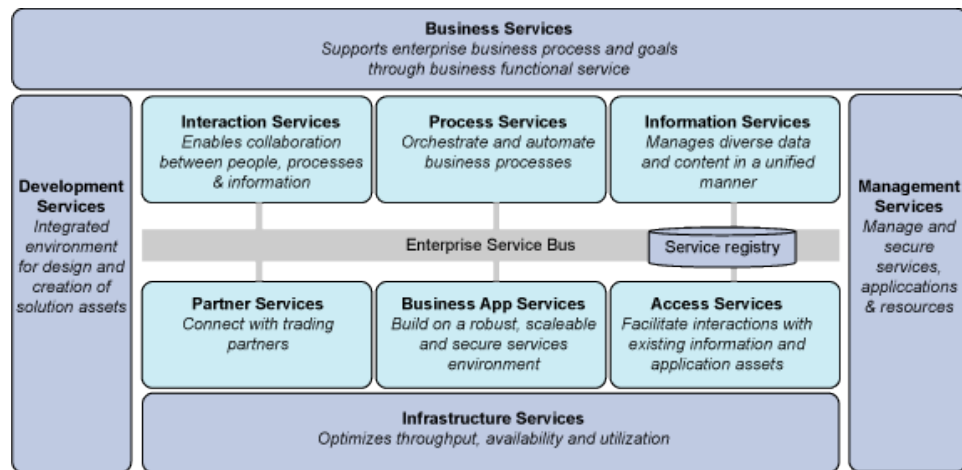 Business Services
Supports enterprise business process and goals
through business functional service
Development
Services
Integrated
environment
for design and
creation of
solution assets
Interaction Services
Enables collaboration
between people, processes
& information
Process Services
Orchestrate and automate
business processes
Information Services
Manages diverse data
and content in a unified
manner
Management
Services
Manage and
secure
services,
appliccations
& resources
Enterprise Service Bus
Service registry
Partner Services
Connect with trading
partners
Business App Services
Build on a robust, scaleable
and secure services
environment
Access Services
Facilitate interactions with
existing information and
application assets
Infrastructure Services
Optimizes throughput, availability and utilization